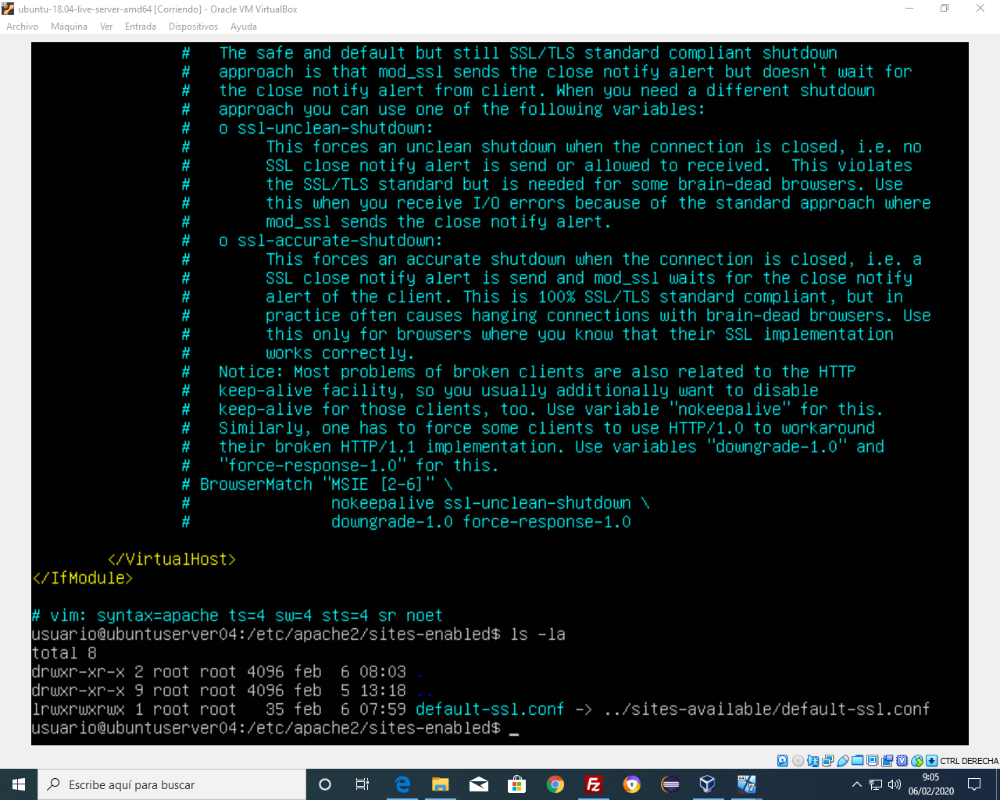 ubuntu-18.04-live-server-amd64 [Corriendo] - Oracle VM VirtualBox
Archivo Máquina Ver Entrada Dispositivos Ayuda
# The safe and default but still SSL/TLS standard compliant shutdown
# approach is that mod_ssl sends the close notify alert but doesn't wait for
# the close notify alert from client. When you need a different shutdown
# approach you can use one of the following variables:
# o ssl-unclean-shutdown:
# This forces an unclean shutdown when the connection is closed, i.e. no
# SSL close notify alert is send or allowed to received.  This violates
# the SSL/TLS standard but is needed for some brain-dead browsers. Use
# this when you receive I/O errors because of the standard approach where
# mod_ssl sends the close notify alert.
# o ssl-accurate-shutdown:
# This forces an accurate shutdown when the connection is closed, i.e. a
# SSL close notify alert is send and mod_ssl waits for the close notify
# alert of the client. This is 100% SSL/TLS standard compliant, but in
# practice often causes hanging connections with brain-dead browsers. Use
# this only for browsers where you know that their SSL implementation
# works correctly.
# Notice: Most problems of broken clients are also related to the HTTP
# keep-alive facility, so you usually additionally want to disable
# keep-alive for those clients, too. Use variable "nokeepalive" for this.
# Similarly, one has to force some clients to use HTTP/1.0 to workaround
# their broken HTTP/1.1 implementation. Use variables "downgrade-1.0" and
# "force-response-1.0" for this.
# BrowserMatch "MSIE [2-6]" \
# nokeepalive ssl-unclean-shutdown \
# downgrade-1.0 force-response-1.0
</VirtualHost>
</IfModule>
# vim: syntax=apache ts=4 sw=4 sts=4 sr noet
usuario@ubuntuserver04:/etc/apache2/sites-enabled$ ls -la
total 8
drwxr-xr-x 2 root root 4096 feb  6 08:03 .
drwxr-xr-x 9 root root 4096 feb  5 13:18 ..
lrwxrwxrwx 1 root root   35 feb  6 07:59 default-ssl.conf -> ../sites-available/default-ssl.conf
usuario@ubuntuserver04:/etc/apache2/sites-enabled$ _
CTRL DERECHA
Escribe aquí para buscar
9:05
06/02/2020